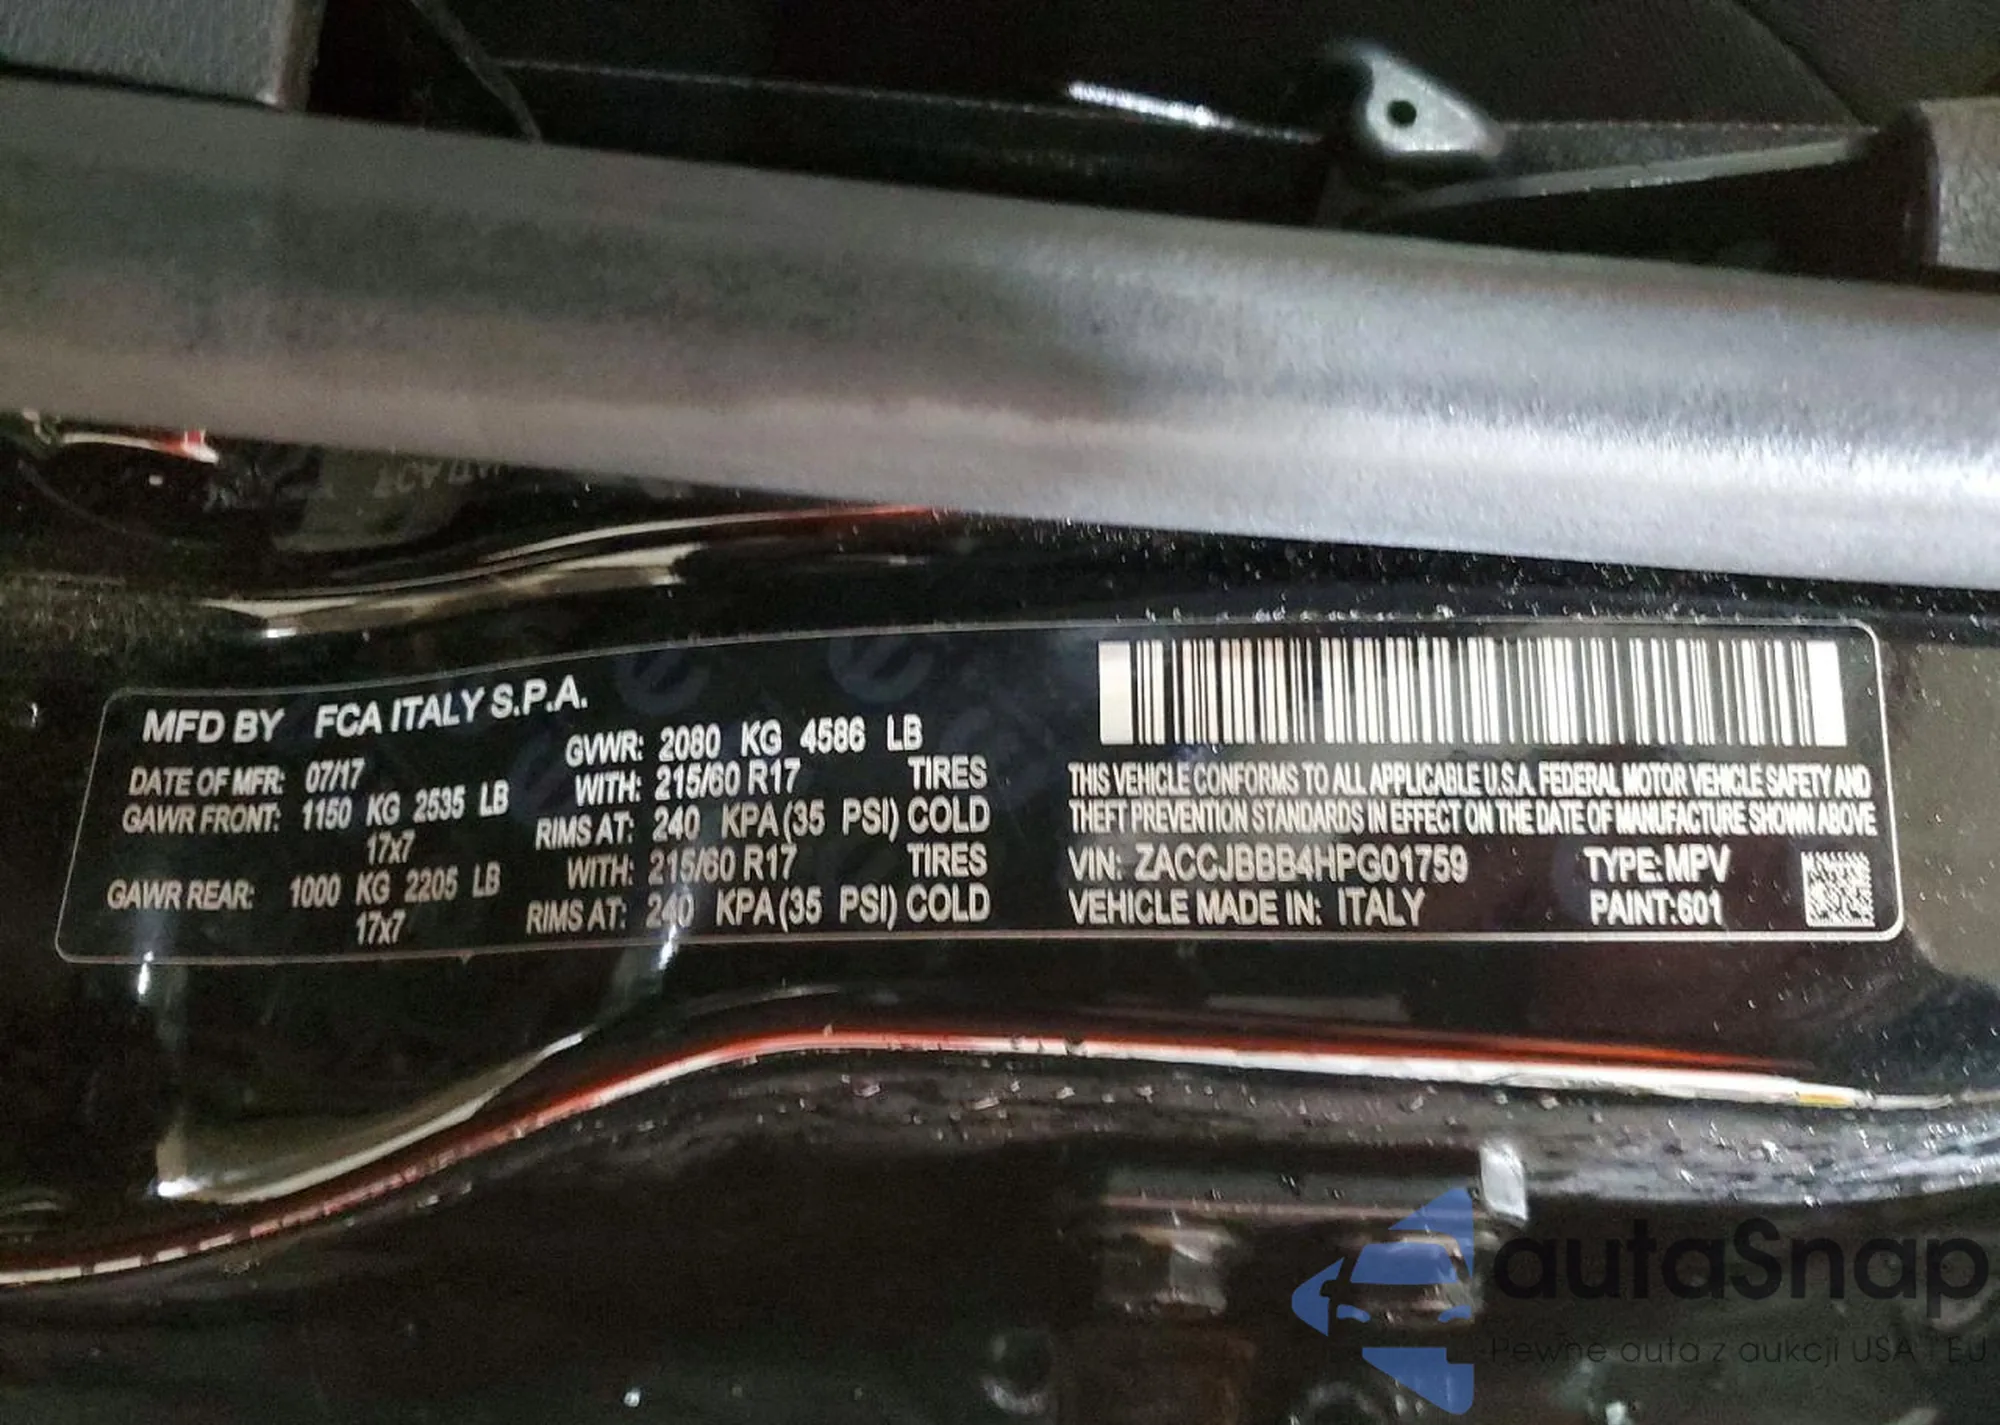 MFD BY FCA ITALY S.P.A.
DATE OF MFR: 07/17 GVWR: 2080 KG 4586 LB
GAWR FRONT: 1150 KG 2535 LB WITH: 215/60 R17 TIRES
17x7 RIMS AT: 240 KPA (35 PSI) COLD
GAWR REAR: 1000 KG 2205 LB WITH: 215/60 R17 TIRES
17x7 RIMS AT: 240 KPA (35 PSI) COLD
THIS VEHICLE CONFORMS TO ALL APPLICABLE U.S.A. FEDERAL MOTOR VEHICLE SAFETY AND
THEFT PREVENTION STANDARDS IN EFFECT ON THE DATE OF MANUFACTURE SHOWN ABOVE
VIN: ZACCJBBB4HPG01759 TYPE: MPV
VEHICLE MADE IN: ITALY PAINT: 601
autaSnap
Pewne auta z aukcji USA i EU